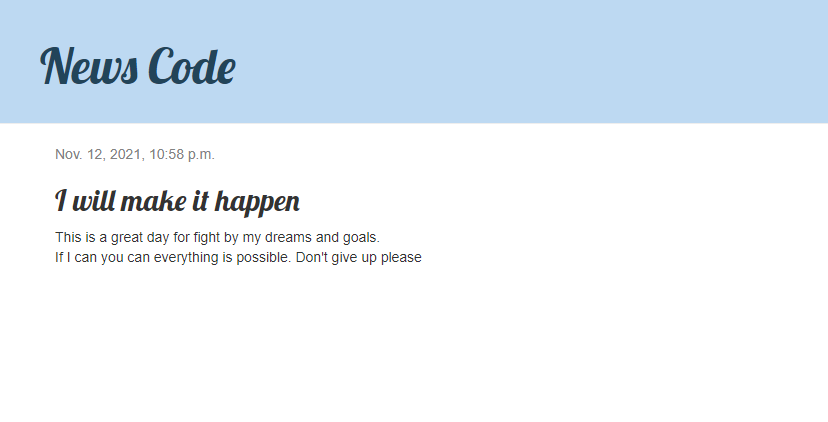 News Code
Nov. 12, 2021, 10:58 p.m.
I will make it happen
This is a great day for fight by my dreams and goals.
If I can you can everything is possible. Don't give up please